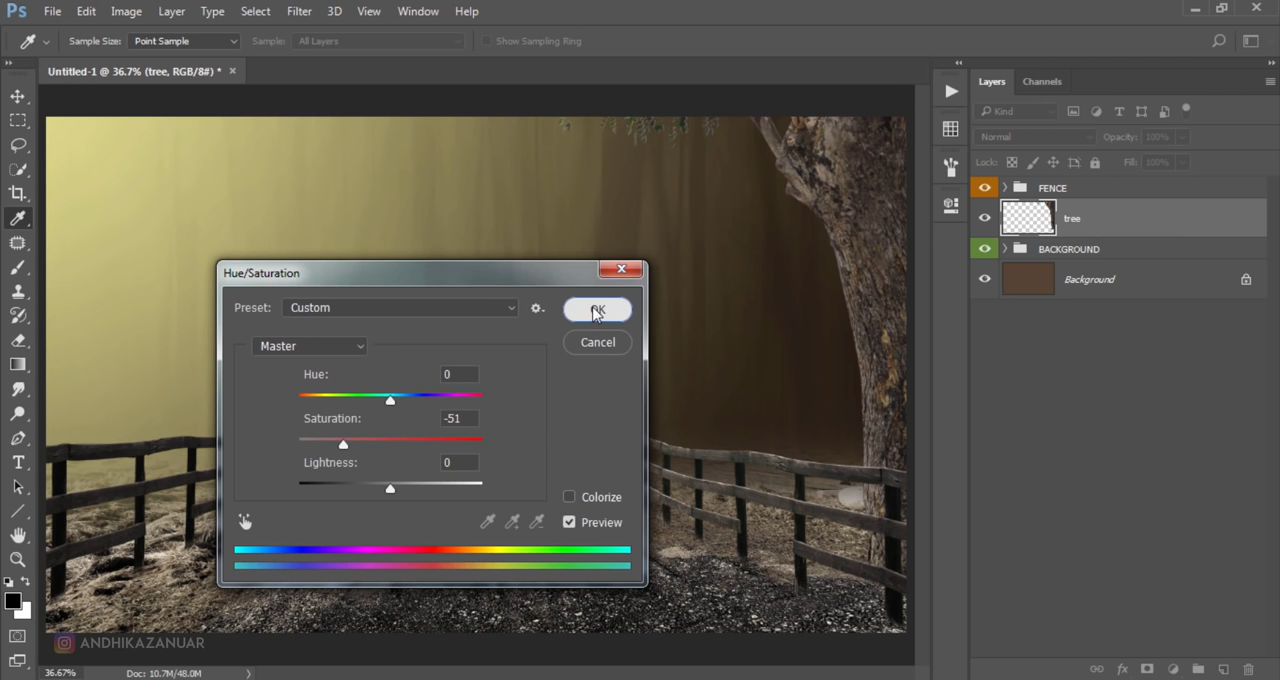 Ps File Edit Image Layer Type Select Filter 3D View Window Help
Sample Size: Point Sample Sample: All Layers Show Sampling Ring
Untitled-1 @ 36.7% (tree, RGB/8#) * ×
Layers Channels
Kind
Normal Opacity: 100%
Lock: Fill: 100%
FENCE
tree
BACKGROUND
Background
Hue/Saturation
Preset: Custom
OK
Master
Cancel
Hue: 0
Saturation: -51
Lightness: 0
Colorize
Preview
ANDHIKAZANUAR
36.67% Doc: 10.7M/48.0M